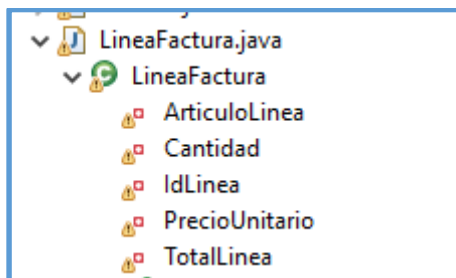 LineaFactura.java
LineaFactura
ArticuloLinea
Cantidad
IdLinea
PrecioUnitario
TotalLinea